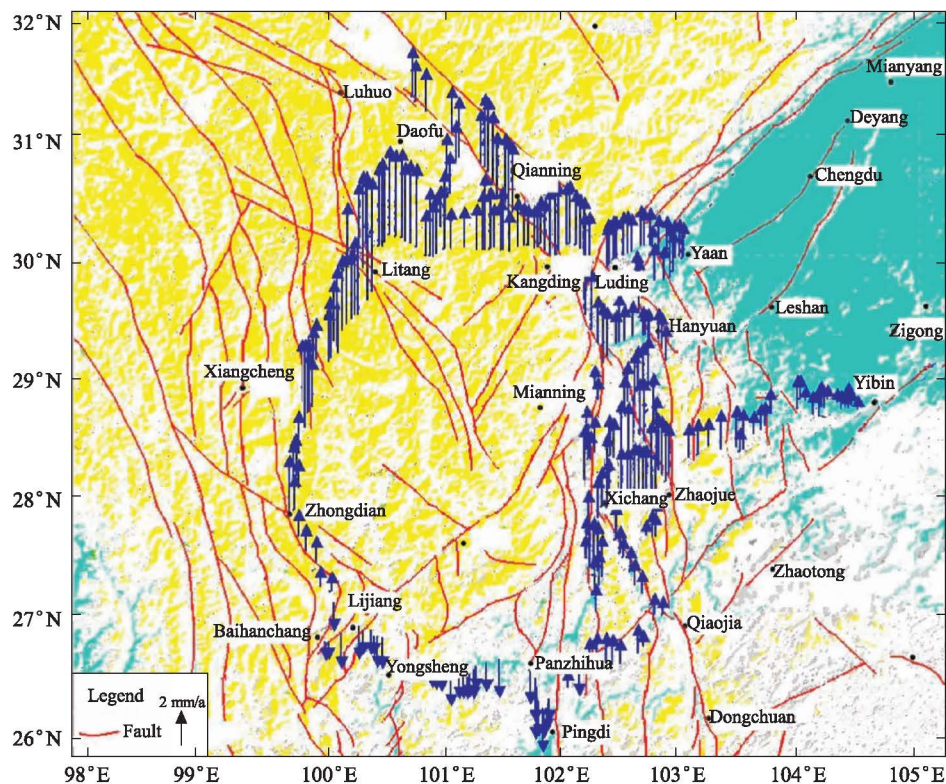 32° N
31° N
30° N
29° N
28° N
27° N
26° N
Mianyang
Luhuo
Deyang
Daofu
Qianning
Chengdu
Yaan
Litang
Kangding
Luding
Leshan
Hanyuan
Zigong
Xiangcheng
Mianning
Yibin
Xichang
Zhaojue
Zhongdian
Zhaotong
Lijiang
Qiaojia
Baihanchang
Yongsheng
Panzhihua
Legend
2 mm/a
Fault
Dongchuan
Pingdi
98° E
99° E
100° E
101° E
102° E
103° E
104° E
105° E